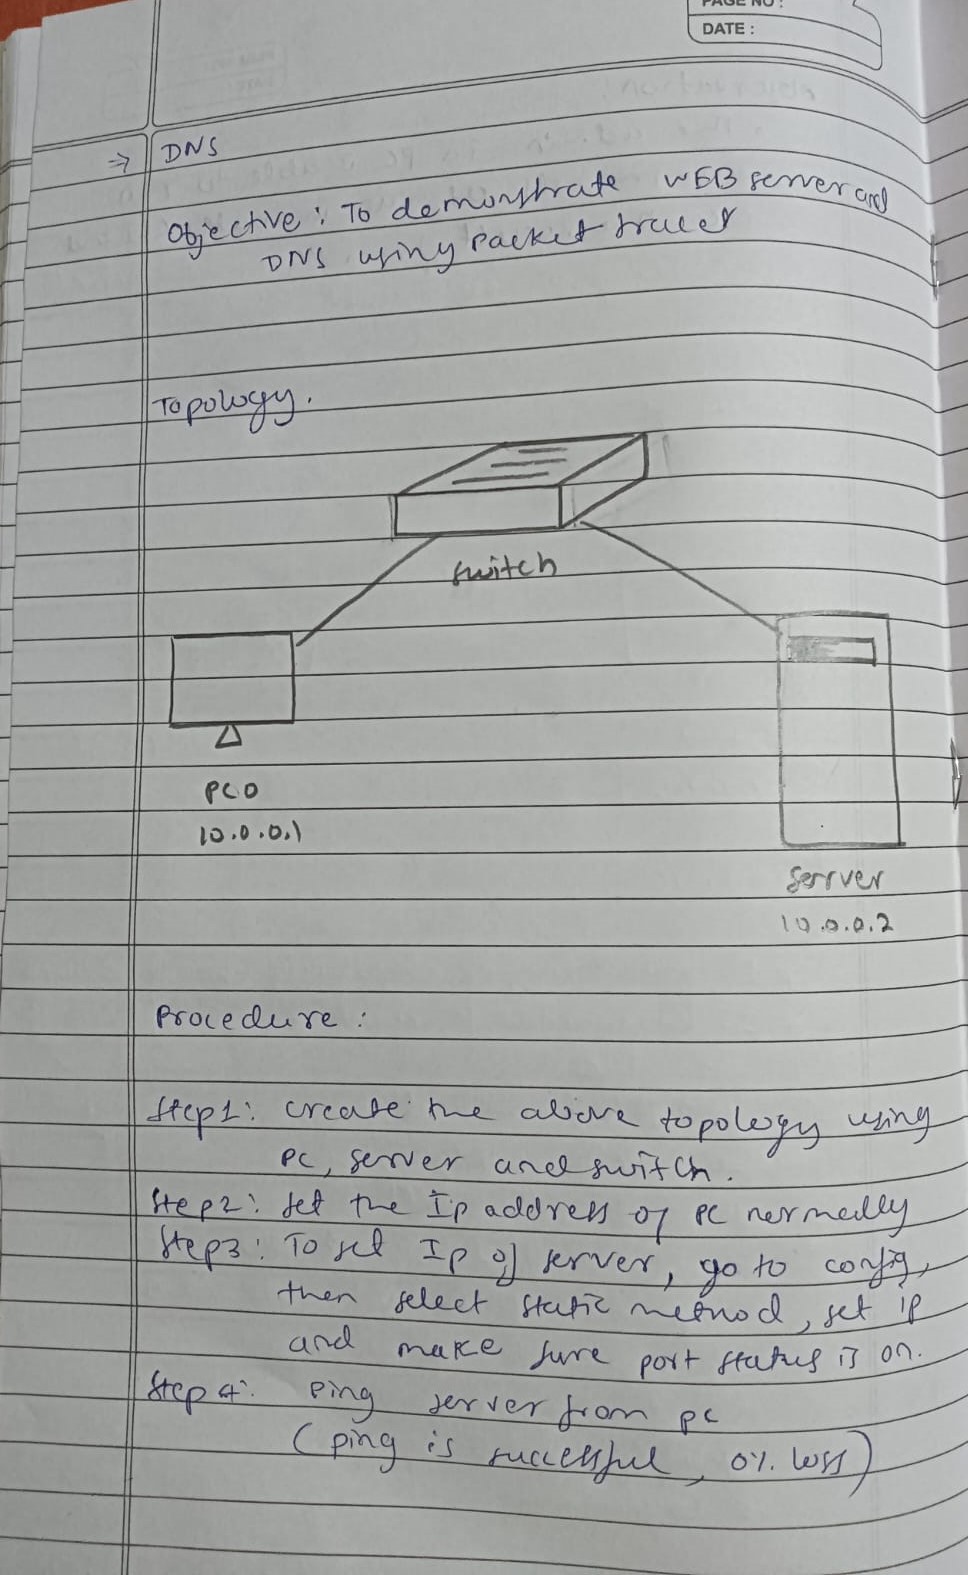 PAGE NO :
DATE :
⇒ DNS
Objective : To demonstrate WEB server and
DNS using Packet tracer
Topology.
switch
PC0
10.0.0.1
Serrver
10.0.0.2
Procedure :
Step1: create the above topology using
PC, server and switch.
Step2: Set the Ip address of PC normally
Step3: To set Ip of server, go to config,
then select static method, set ip
and make sure port status is on.
Step 4: Ping server from pc
(ping is successful, 0% loss)